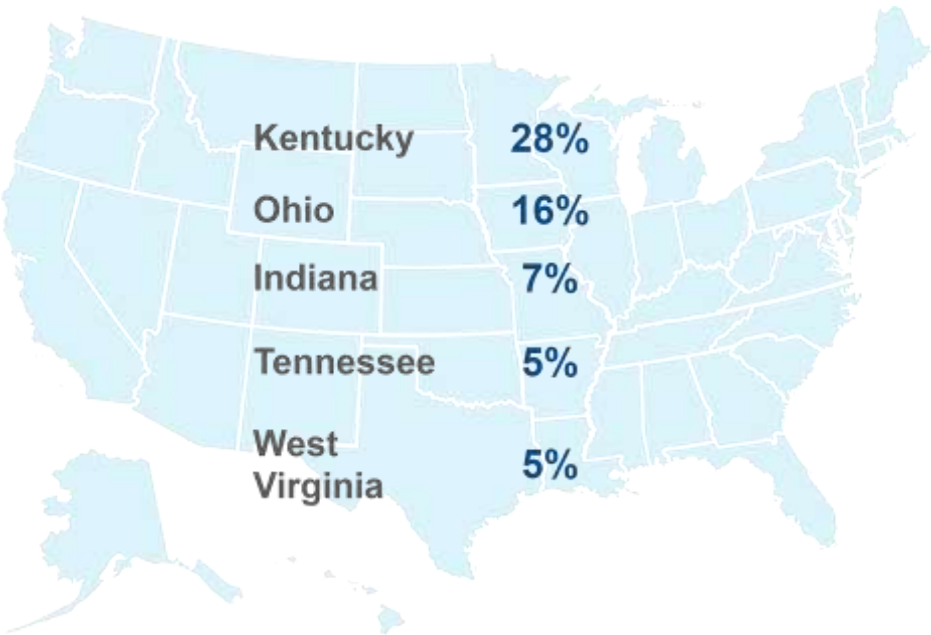 Kentucky 28%
Ohio 16%
Indiana 7%
Tennessee 5%
West
Virginia 5%